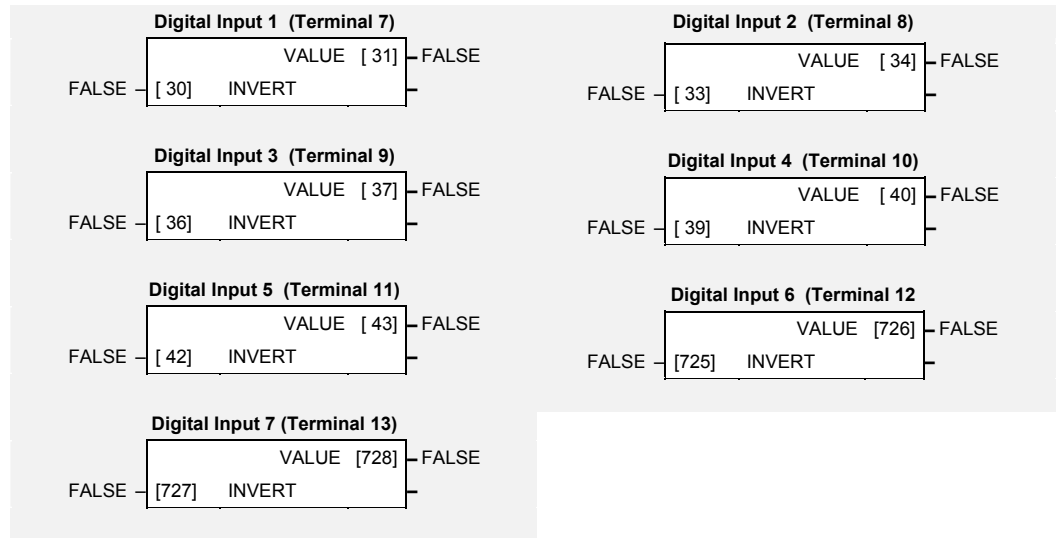 Digital Input 1 (Terminal 7)
VALUE [ 31] FALSE
FALSE [ 30] INVERT
Digital Input 2 (Terminal 8)
VALUE [ 34] FALSE
FALSE [ 33] INVERT
Digital Input 3 (Terminal 9)
VALUE [ 37] FALSE
FALSE [ 36] INVERT
Digital Input 4 (Terminal 10)
VALUE [ 40] FALSE
FALSE [ 39] INVERT
Digital Input 5 (Terminal 11)
VALUE [ 43] FALSE
FALSE [ 42] INVERT
Digital Input 6 (Terminal 12
VALUE [726] FALSE
FALSE [725] INVERT
Digital Input 7 (Terminal 13)
VALUE [728] FALSE
FALSE [727] INVERT